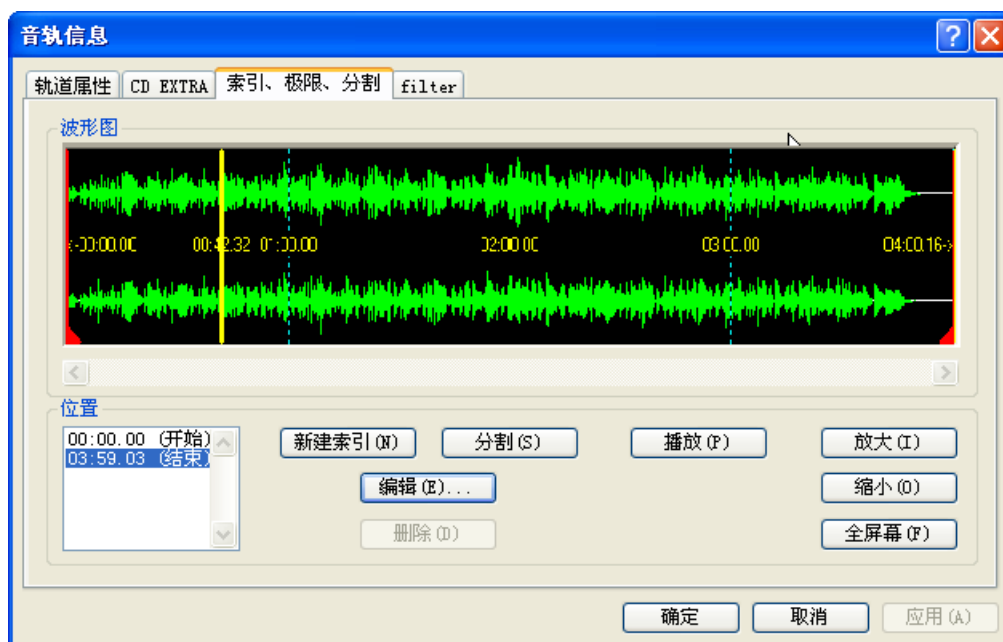 音轨信息
轨道属性 CD EXTRA 索引、极限、分割 filter
波形图
<-00:00.00 00:42.32 01:00.00 02:00.00 03:00.00 04:00.16->
位置
00:00.00 (开始)
03:59.03 (结束)
新建索引(N) 分割(S) 播放(P) 放大(I)
编辑(E)... 缩小(O)
删除(D) 全屏幕(F)
确定 取消 应用(A)